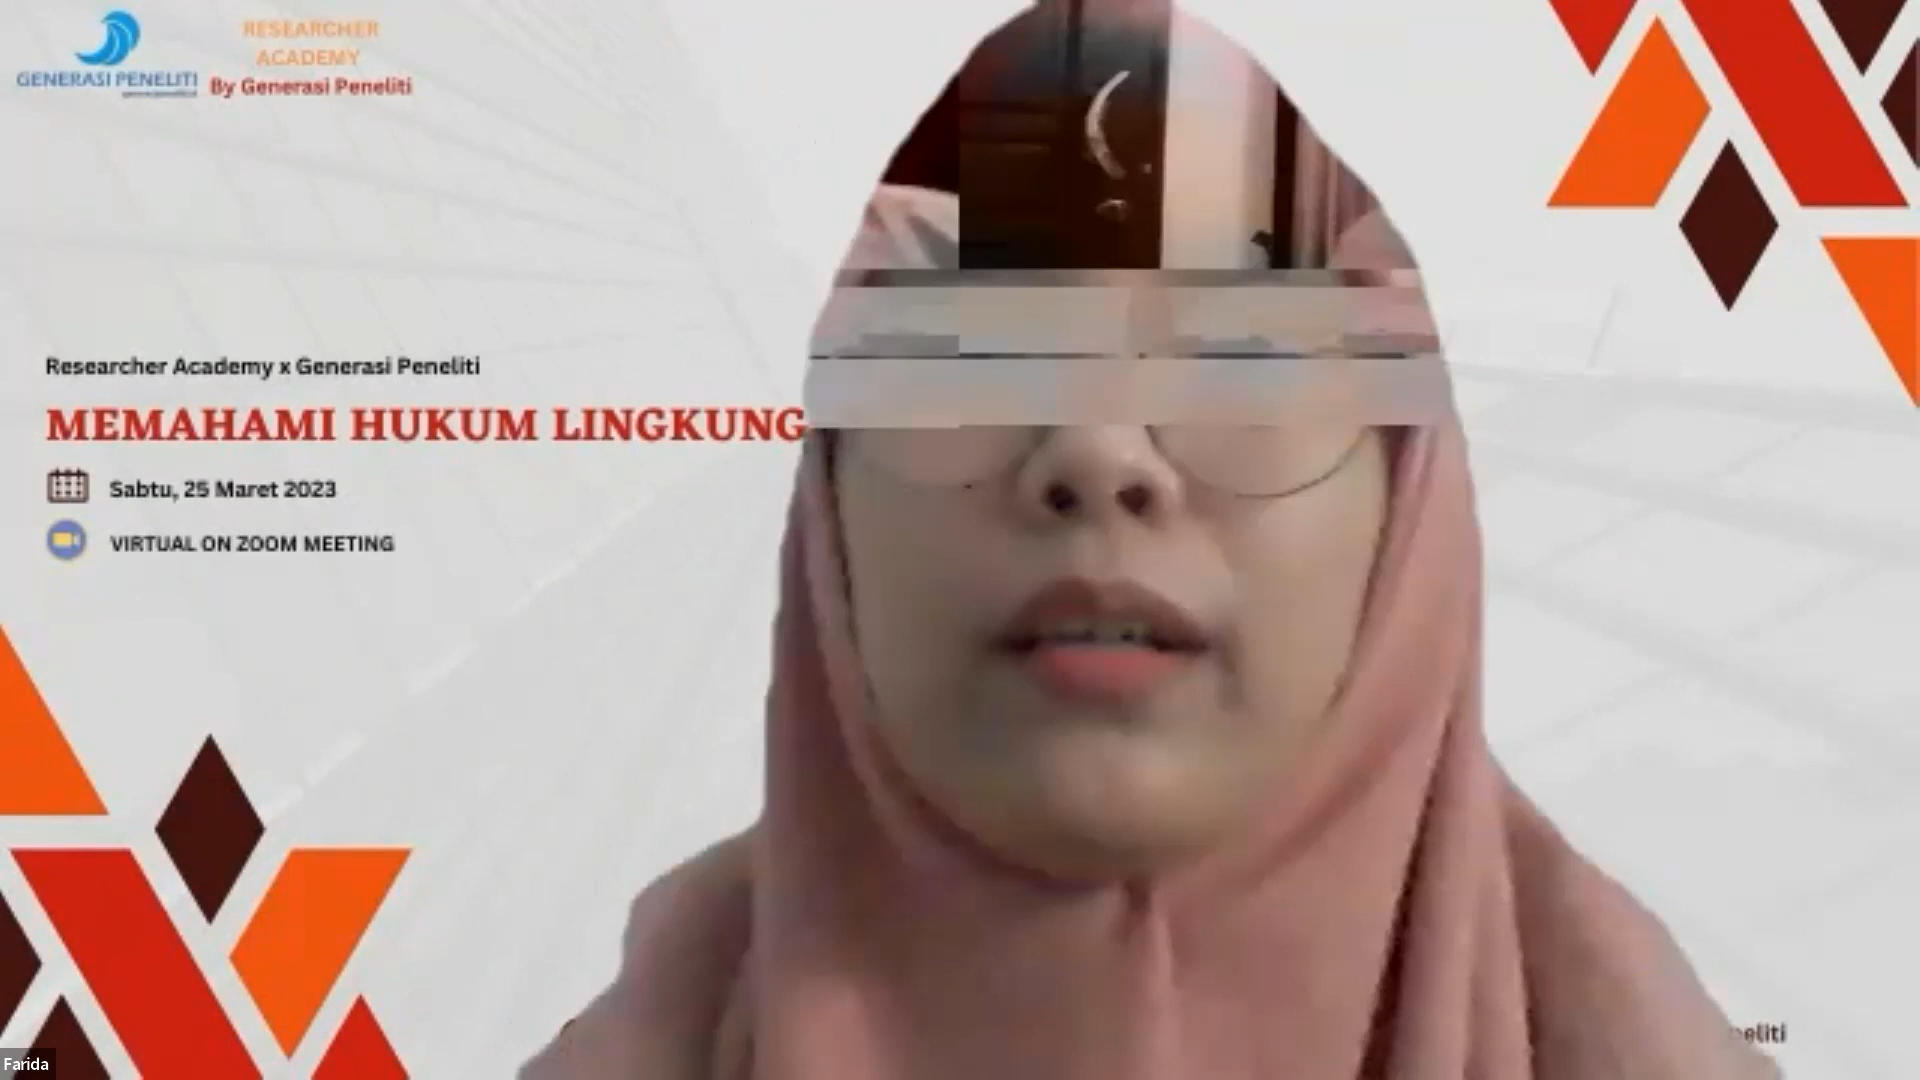 GENERASI PENELITI
RESEARCHER
ACADEMY
By Generasi Peneliti
Researcher Academy x Generasi Peneliti
MEMAHAMI HUKUM LINGKUNG
Sabtu, 25 Maret 2023
VIRTUAL ON ZOOM MEETING
eliti
Farida